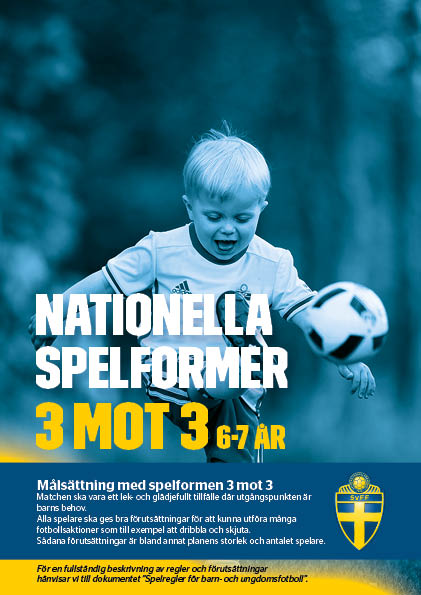 NATIONELLA
SPELFORMER
3 MOT 3 6-7 ÅR
Målsättning med spelformen 3 mot 3
Matchen ska vara ett lek- och glädjefullt tillfälle där utgångspunkten är
barns behov.
Alla spelare ska ges bra förutsättningar för att kunna utföra många
fotbollsaktioner som till exempel att dribbla och skjuta.
Sådana förutsättningar är bland annat planens storlek och antalet spelare.
SvFF
För en fullständig beskrivning av regler och förutsättningar
hänvisar vi till dokumentet "Spelregler för barn- och ungdomsfotboll".